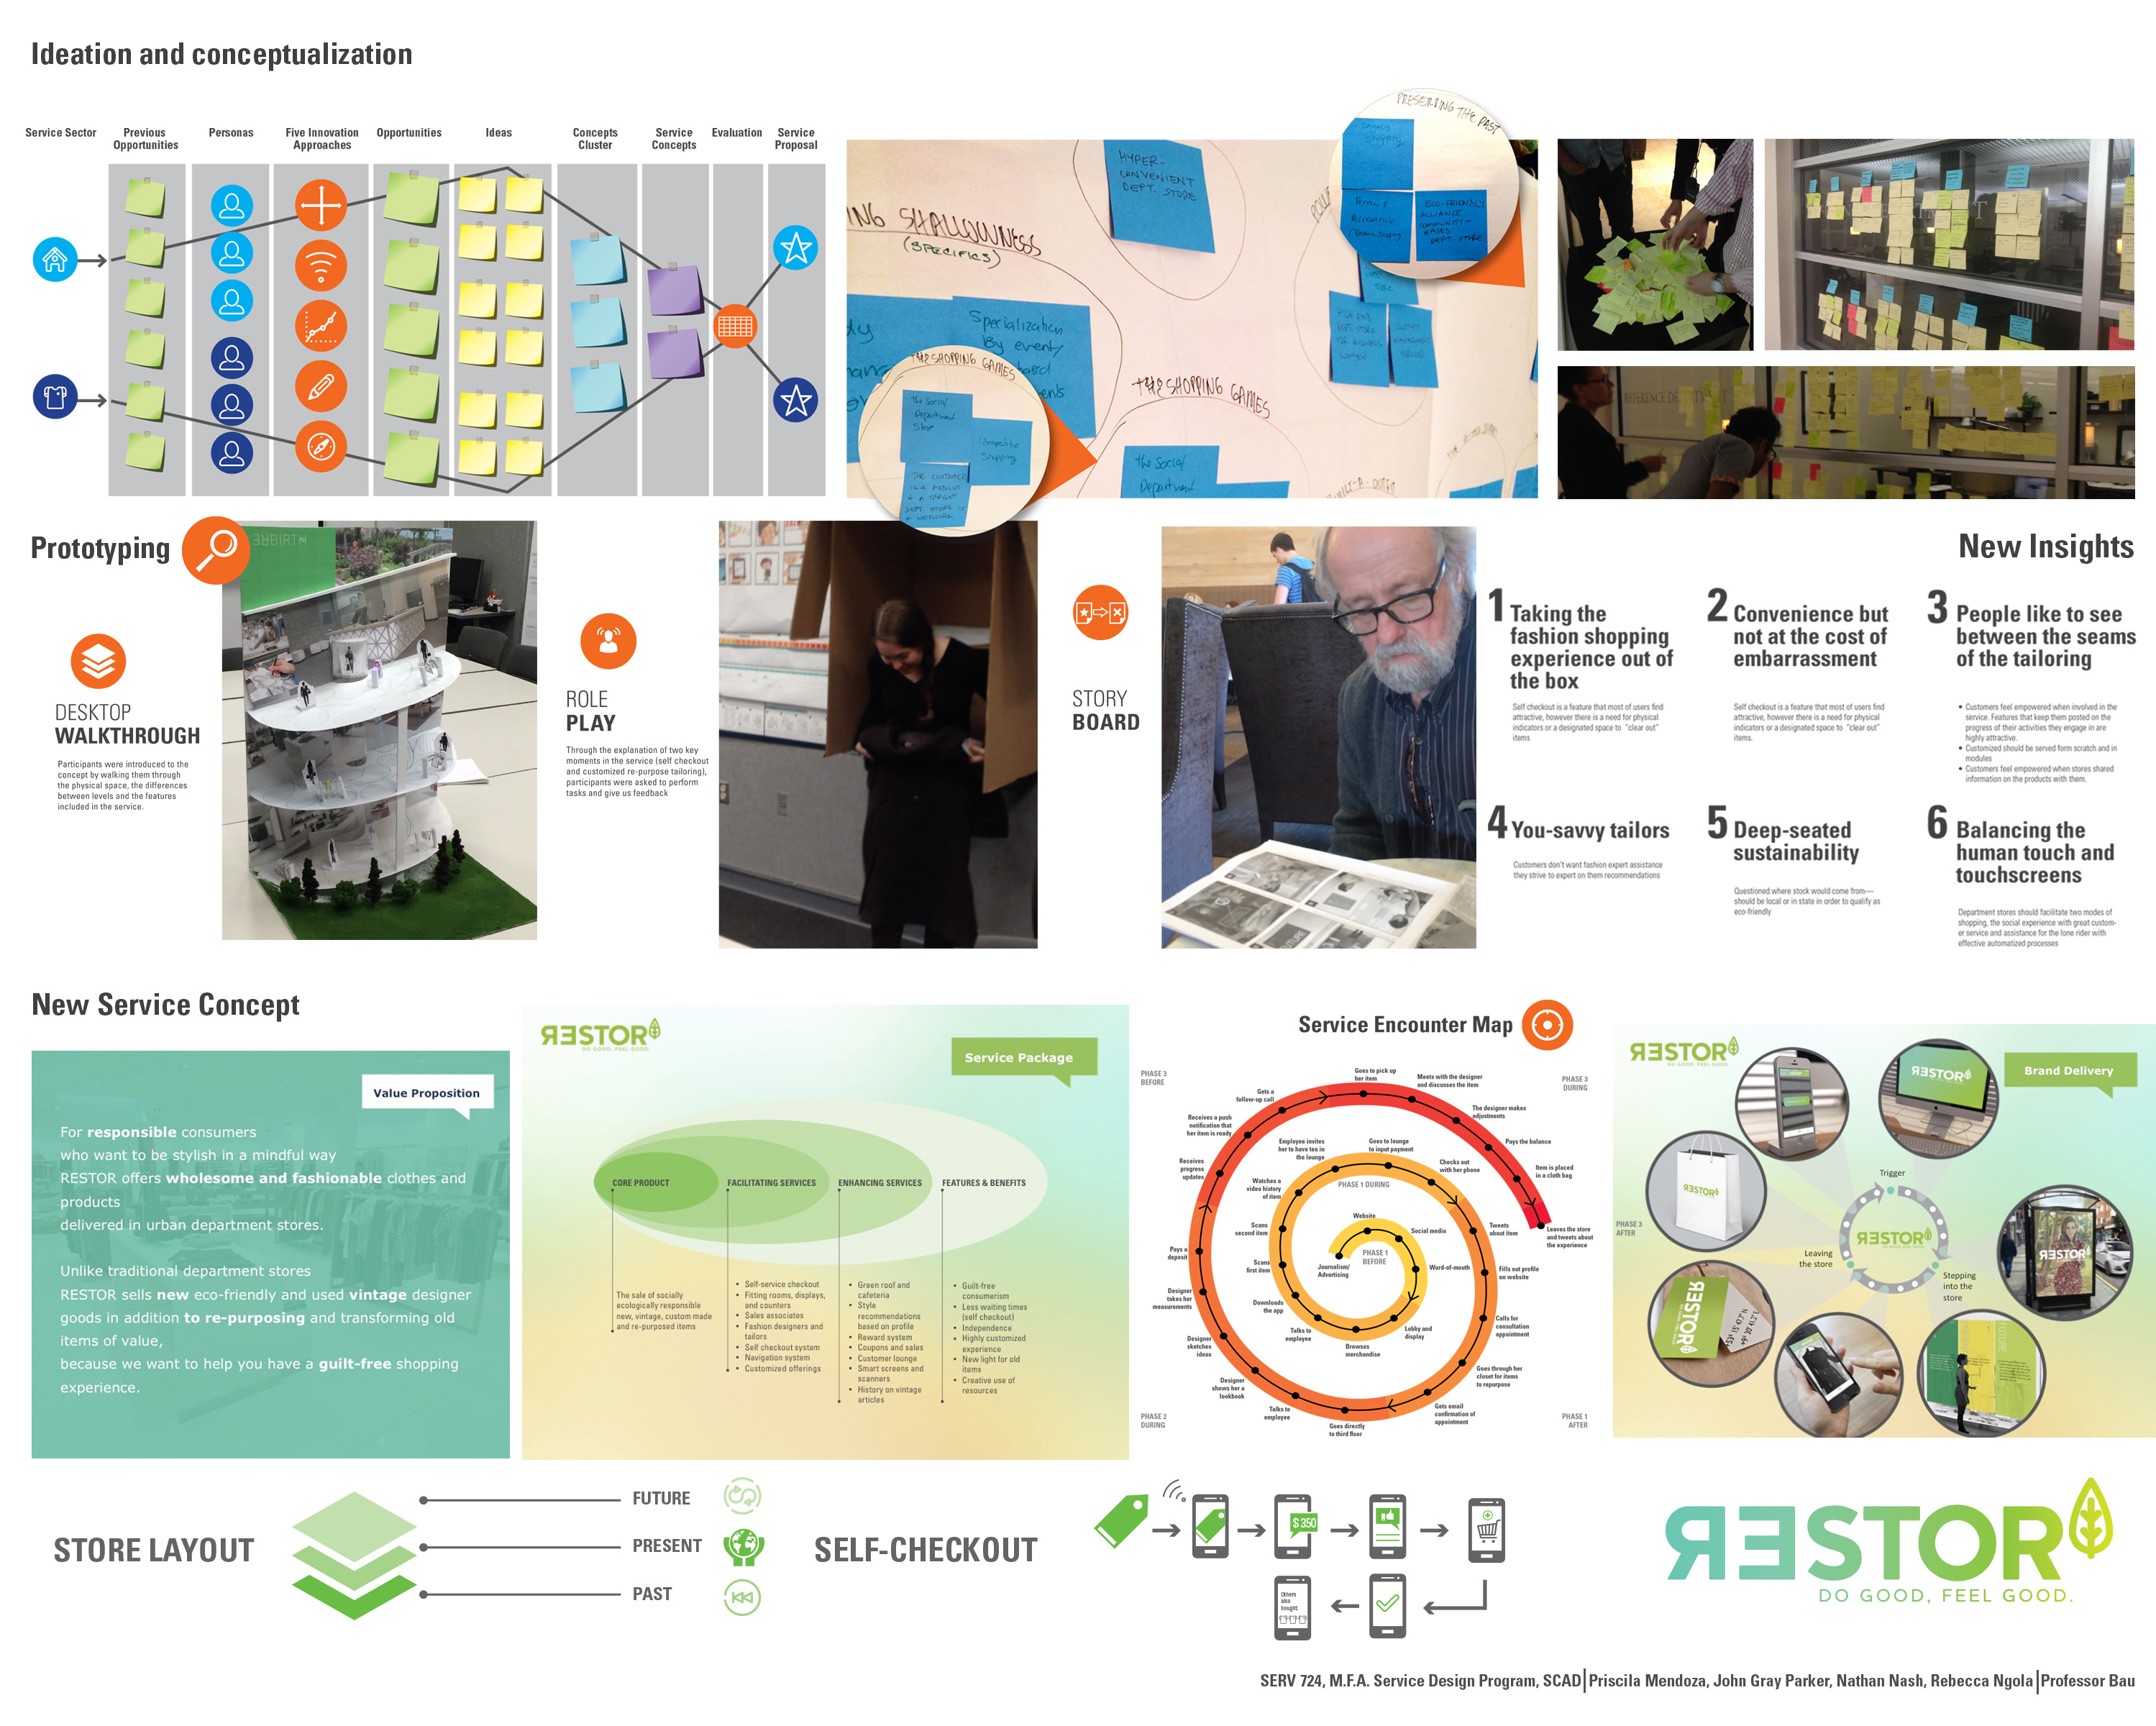 Ideation and conceptualization
Service Sector
Previous
Opportunities
Personas
Five Innovation
Approaches
Opportunities
Ideas
Concepts
Cluster
Service
Concepts
Evaluation
Service
Proposal
ING SHALLOWNESS
(SPECIFICS)
HYPER-
CONVENIENT
DEPT. STORE
PRESERVING THE PAST
ECO-FRIENDLY
ALLIANCE
COMMUNITY-
BASED
DEPT. STORE
Specialization
By event/
the SHOPPING GAMES
the Social
Department
Store
Competitive
Shopping
THE CUSTOMER
the SHOPPING GAMES
the Social
Department
Prototyping
DESKTOP
WALKTHROUGH
Participants were introduced to the
concept by walking them through
the physical space, the differences
between levels and the features
included in the service.
ROLE
PLAY
Through the explanation of two key
moments in the service (self checkout
and customized re-purpose tailoring),
participants were asked to perform
tasks and give us feedback
STORY
BOARD
New Insights
1 Taking the
fashion shopping
experience out of
the box
Self checkout is a feature that most of users find
attractive, however there is a need for physical
indicators or a designated space to "clear out"
items
2 Convenience but
not at the cost of
embarrassment
Self checkout is a feature that most of users find
attractive, however there is a need for physical
indicators or a designated space to "clear out"
items.
3 People like to see
between the seams
of the tailoring
• Customers feel empowered when involved in the
service. Features that keep them posted on the
progress of their activities they engage in are
highly attractive.
• Customized should be served form scratch and in
modules
• Customers feel empowered when stores shared
information on the products with them.
4 You-savvy tailors
Customers don't want fashion expert assistance
they strive to expert on them recommendations
5 Deep-seated
sustainability
Questioned where stock would come from—
should be local or in state in order to qualify as
eco-friendly
6 Balancing the
human touch and
touchscreens
Department stores should facilitate two modes of
shopping, the social experience with great custom-
er service and assistance for the lone rider with
effective automatized processes
New Service Concept
Value Proposition
For responsible consumers
who want to be stylish in a mindful way
RESTOR offers wholesome and fashionable clothes and
products
delivered in urban department stores.
Unlike traditional department stores
RESTOR sells new eco-friendly and used vintage designer
goods in addition to re-purposing and transforming old
items of value,
because we want to help you have a guilt-free shopping
experience.
RESTOR
DO GOOD, FEEL GOOD.
Service Package
CORE PRODUCT
FACILITATING SERVICES
ENHANCING SERVICES
FEATURES & BENEFITS
The sale of socially
ecologically responsible
new, vintage, custom made
and re-purposed items
• Self-service checkout
• Fitting rooms, displays,
and counters
• Sales associates
• Fashion designers and
tailors
• Self checkout system
• Navigation system
• Customized offerings
• Green roof and
cafeteria
• Style
recommendations
based on profile
• Reward system
• Coupons and sales
• Customer lounge
• Smart screens and
scanners
• History on vintage
articles
• Guilt-free
consumerism
• Less waiting times
(self checkout)
• Independence
• Highly customized
experience
• New light for old
items
• Creative use of
resources
Service Encounter Map
PHASE 3
BEFORE
PHASE 3
DURING
PHASE 3
AFTER
PHASE 2
DURING
PHASE 1
AFTER
PHASE 1 DURING
PHASE 1
BEFORE
Journalism/
Advertising
Website
Social media
Word-of-mouth
Lobby and
display
Browses
merchandise
Talks to
employee
Downloads
the app
Scans
first item
Scans
second item
Watches a
video history
of item
Employee invites
her to have tea in
the lounge
Goes to lounge
to input payment
Checks out
with her phone
Tweets
about item
Fills out profile
on website
Calls for
consultation
appointment
Goes through her
closet for items
to repurpose
Gets email
confirmation of
appointment
Goes directly
to third floor
Talks to
employee
Designer
shows her a
lookbook
Designer
sketches
ideas
Designer
takes her
measurements
Pays a
deposit
Receives
progress
updates
Receives a push
notification that
her item is ready
Gets a
follow-up call
Goes to pick up
her item
Meets with the designer
and discusses the item
The designer makes
adjustments
Pays the balance
Item is placed
in a cloth bag
Leaves the store
and tweets about
the experience
RESTOR
DO GOOD, FEEL GOOD.
Brand Delivery
RESTOR
RESTOR
RESTOR
RESTOR
RESTOR
FUTURE
Trigger
Stepping
into the
store
Leaving
the store
STORE LAYOUT
FUTURE
PRESENT
PAST
SELF-CHECKOUT
$ 350
Others
also
bought:
RESTOR
DO GOOD, FEEL GOOD.
SERV 724, M.F.A. Service Design Program, SCAD|Priscila Mendoza, John Gray Parker, Nathan Nash, Rebecca Ngola|Professor Bau